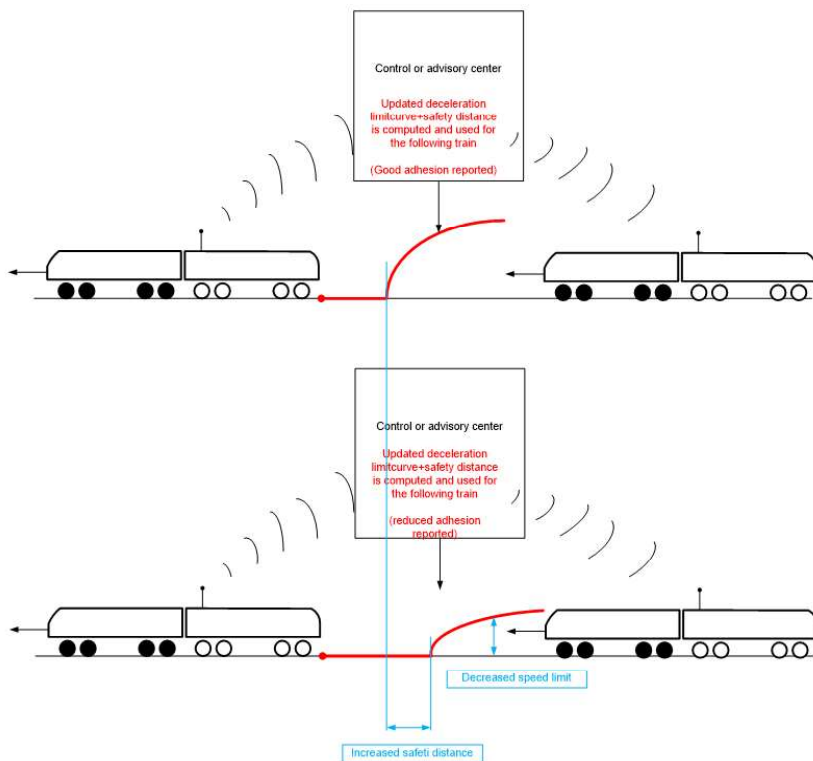 Control or advisory center
Updated deceleration
limitcurve+safety distance
is computed and used for
the following train
(Good adhesion reported)
Control or advisory center
Updated deceleration
limitcurve+safety distance
is computed and used for
the following train
(reduced adhesion
reported)
Decreased speed limit
Increased safeti distance